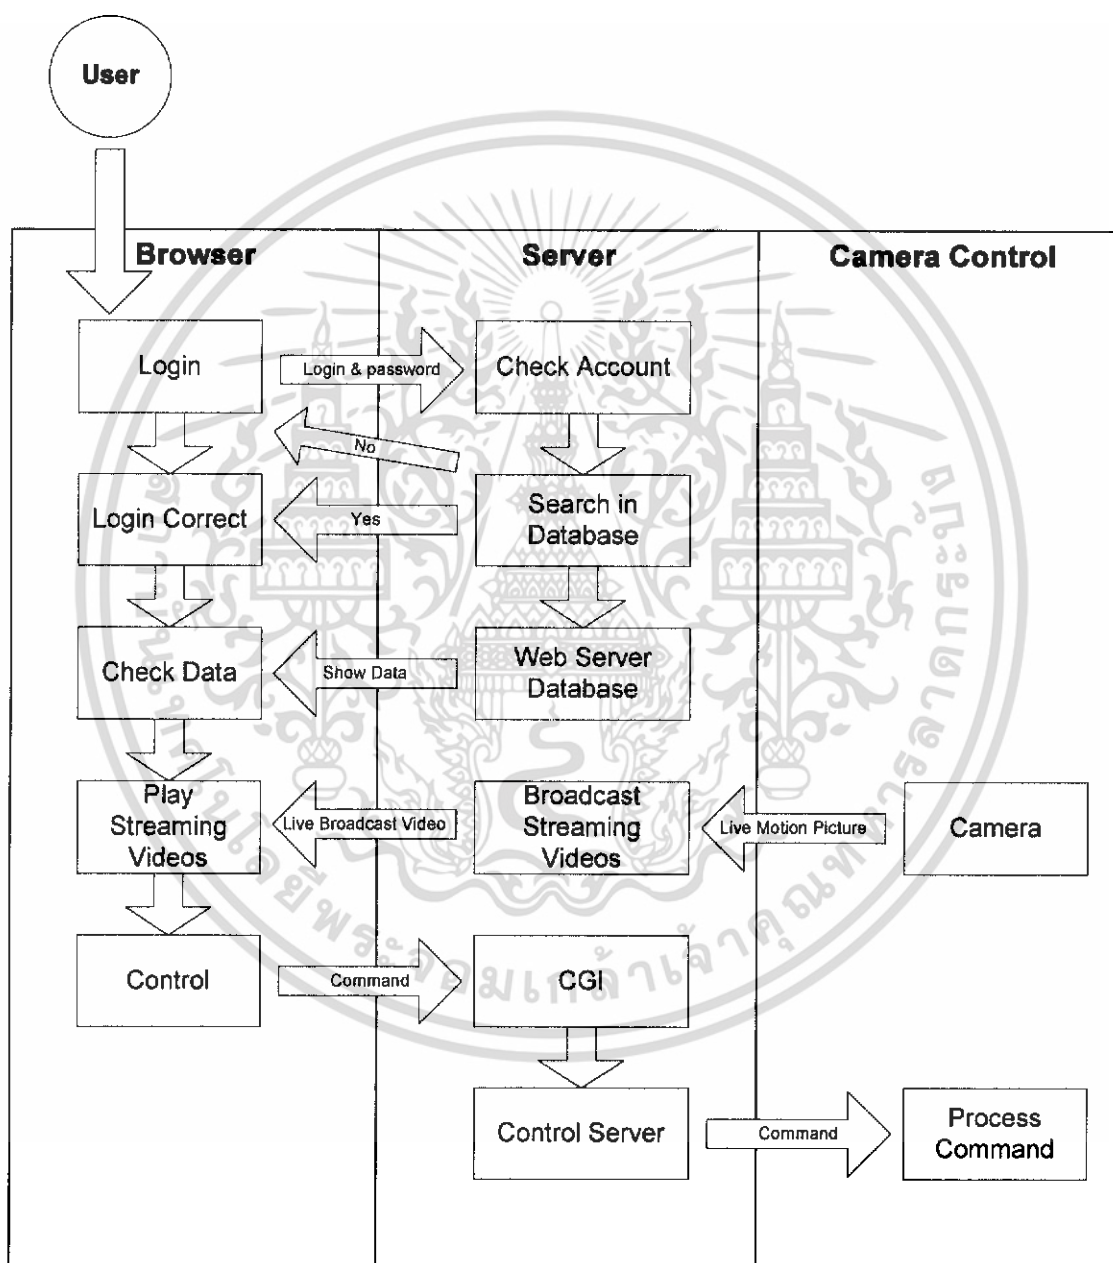 User
Browser
Server
Camera Control
Login
Login & password
Check Account
No
Login Correct
Yes
Search in
Database
Check Data
Show Data
Web Server
Database
Play
Streaming
Videos
Live Broadcast Video
Broadcast
Streaming
Videos
Live Motion Picture
Camera
Control
Command
CGI
Control Server
Command
Process
Command